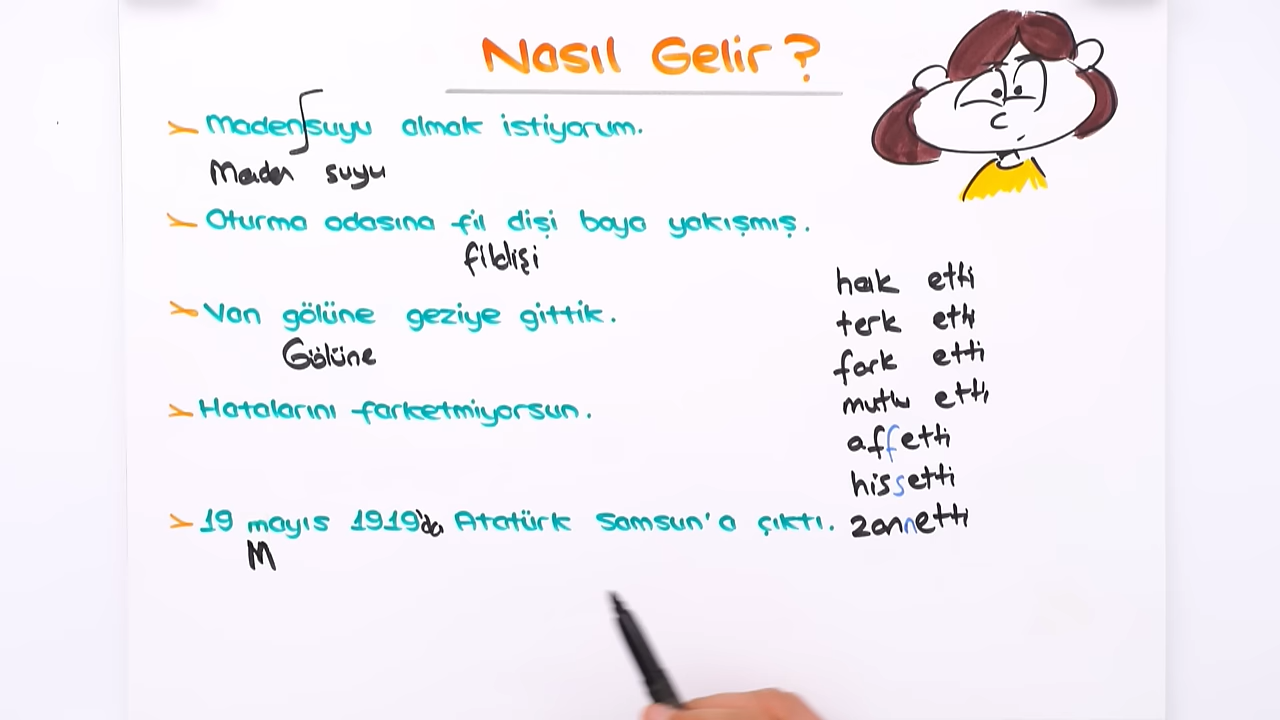 Nasıl Gelir?
➤ Madensuyu almak istiyorum.
Maden suyu
➤ Oturma odasına fil dişi boya yakışmış.
fildişi
➤ Van gölüne geziye gittik.
Gölüne
➤ Hatalarını farketmiyorsun.
➤ 19 mayıs 1919'da Atatürk Samsun'a çıktı.
M
hak etti
terk etti
fark etti
mutlu etti
affetti
hissetti
zannetti